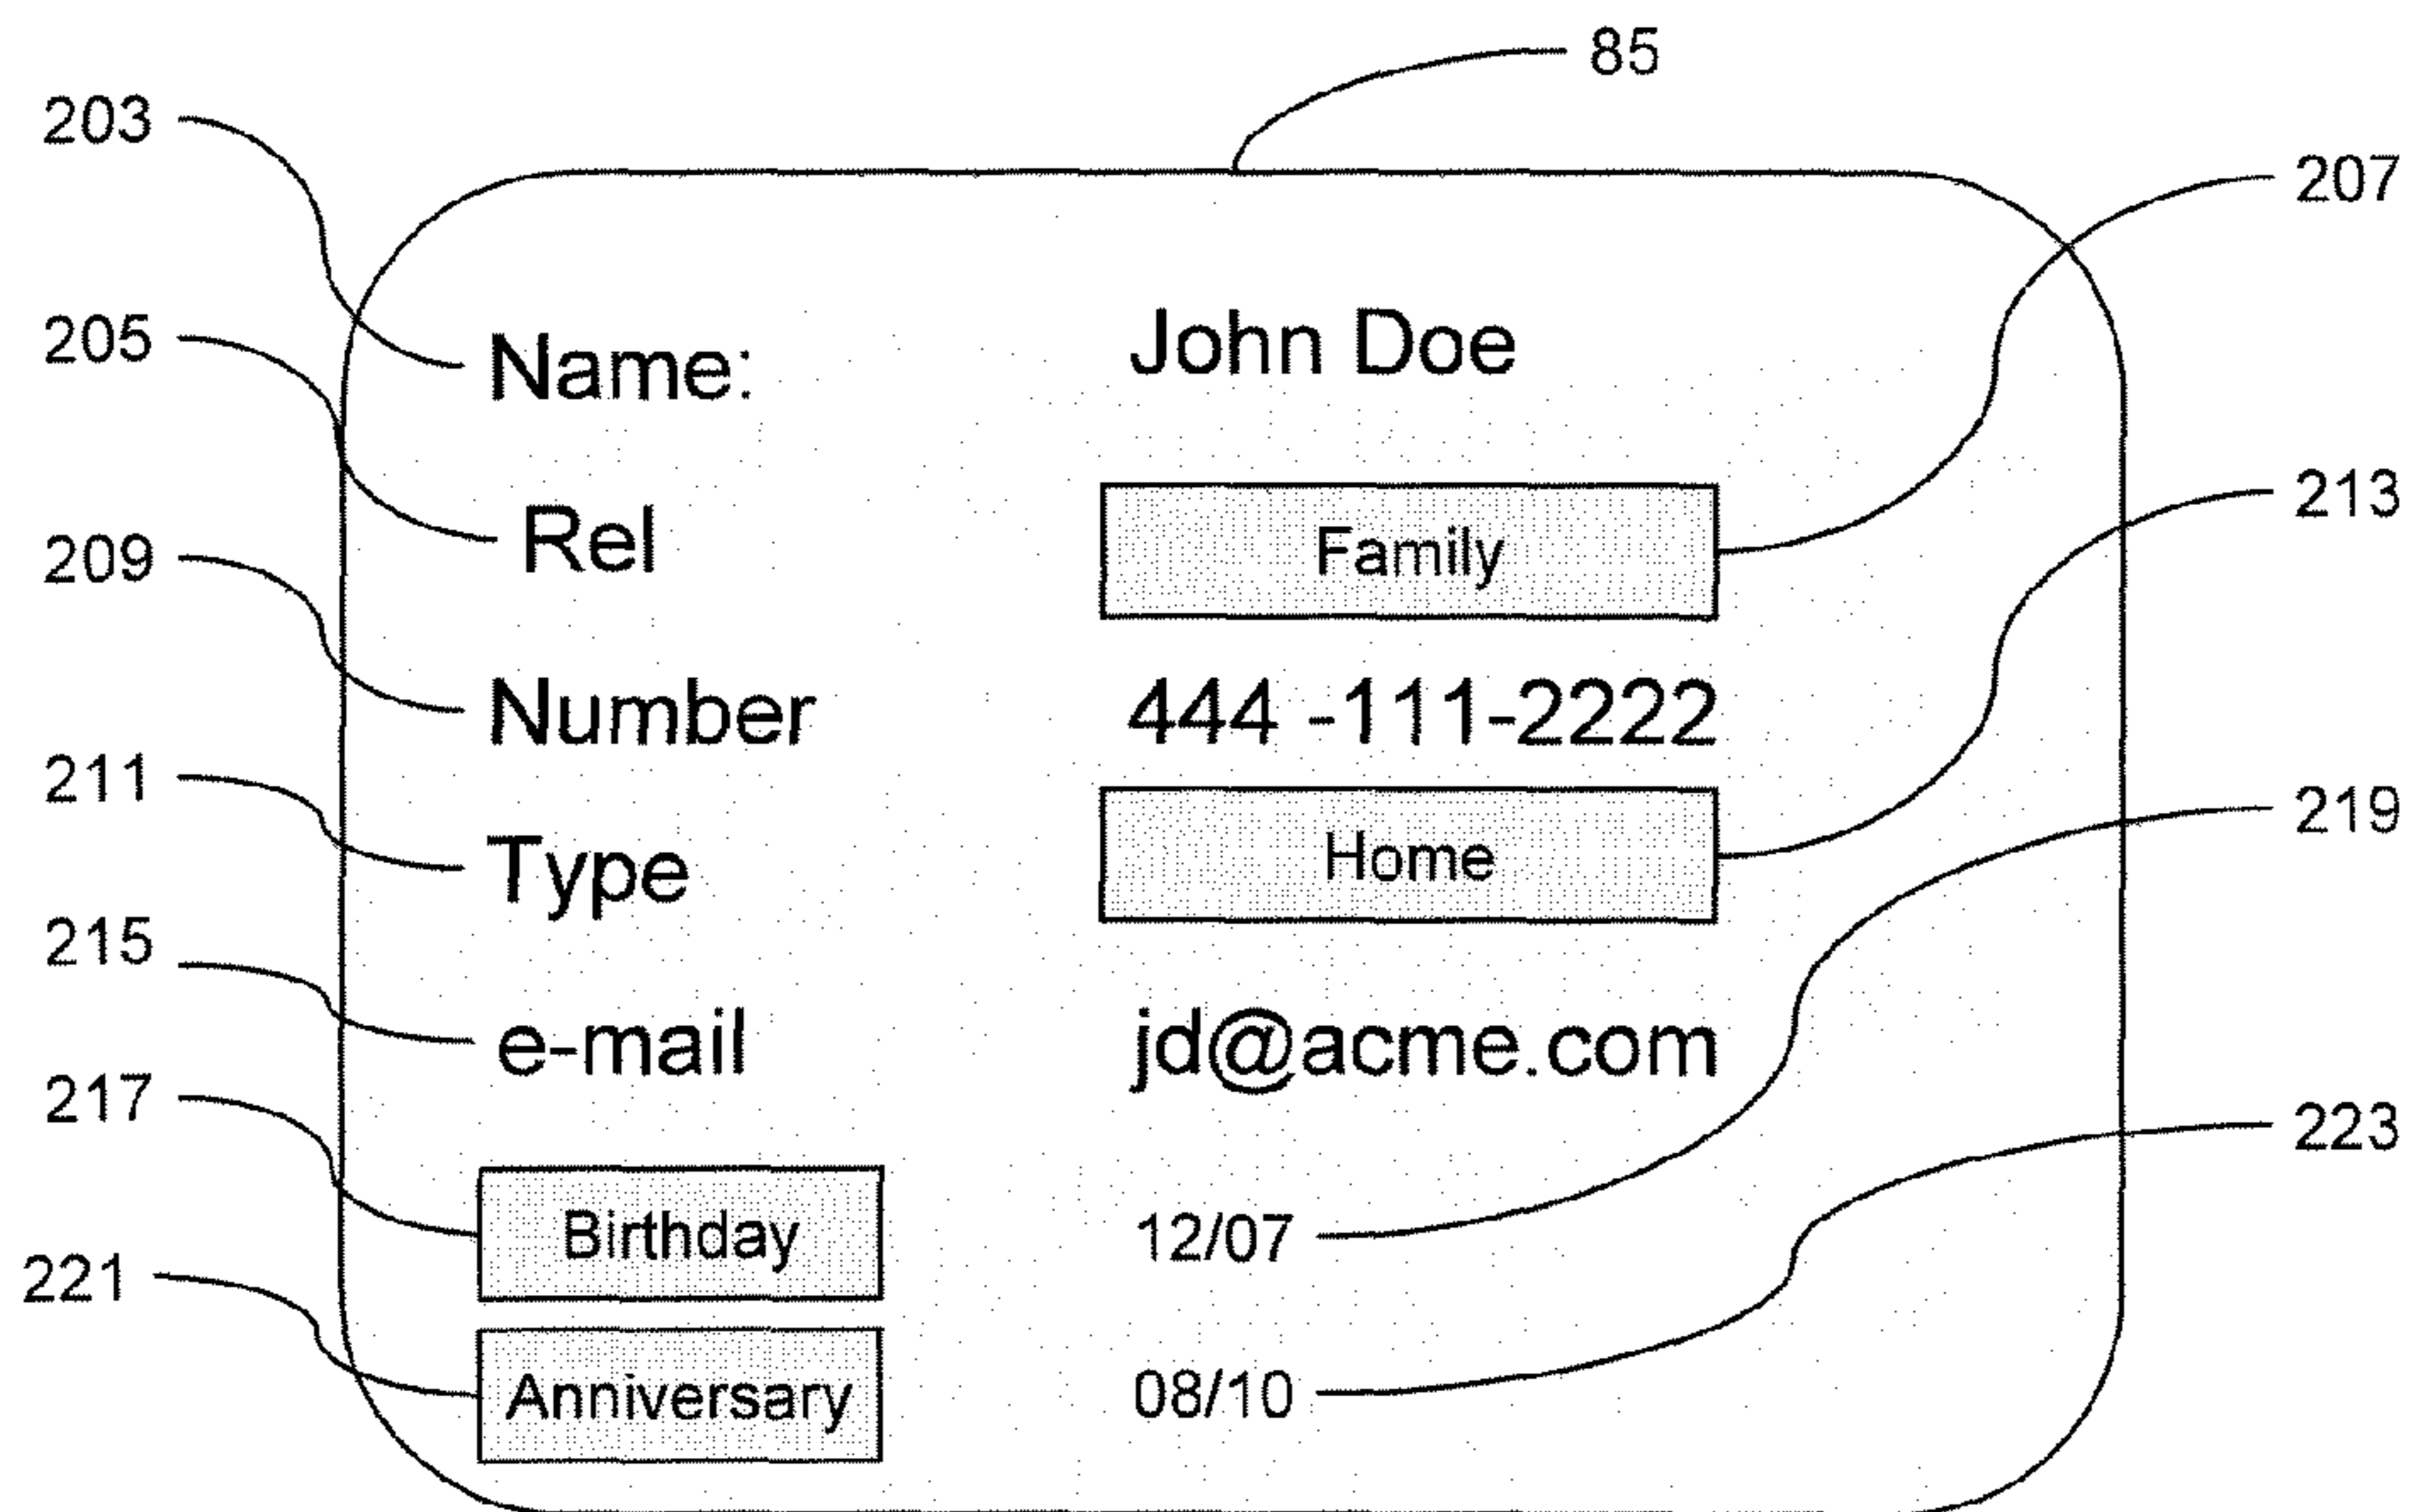 85
203
207
Name: John Doe
205
213
Rel Family
209
Number 444 -111-2222
211
219
Type Home
215
e-mail jd@acme.com
217
223
Birthday 12/07
221
Anniversary 08/10